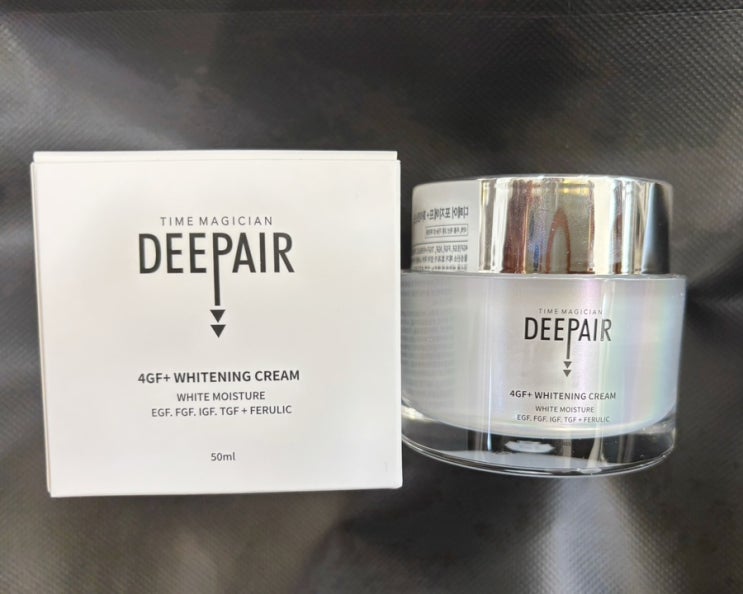 TIME MAGICIAN
DEEPAIR
4GF+ WHITENING CREAM
WHITE MOISTURE
EGF. FGF. IGF. TGF + FERULIC
50ml
TIME MAGICIAN
DEEPAIR
4GF+ WHITENING CREAM
WHITE MOISTURE
EGF. FGF. IGF. TGF + FERULIC